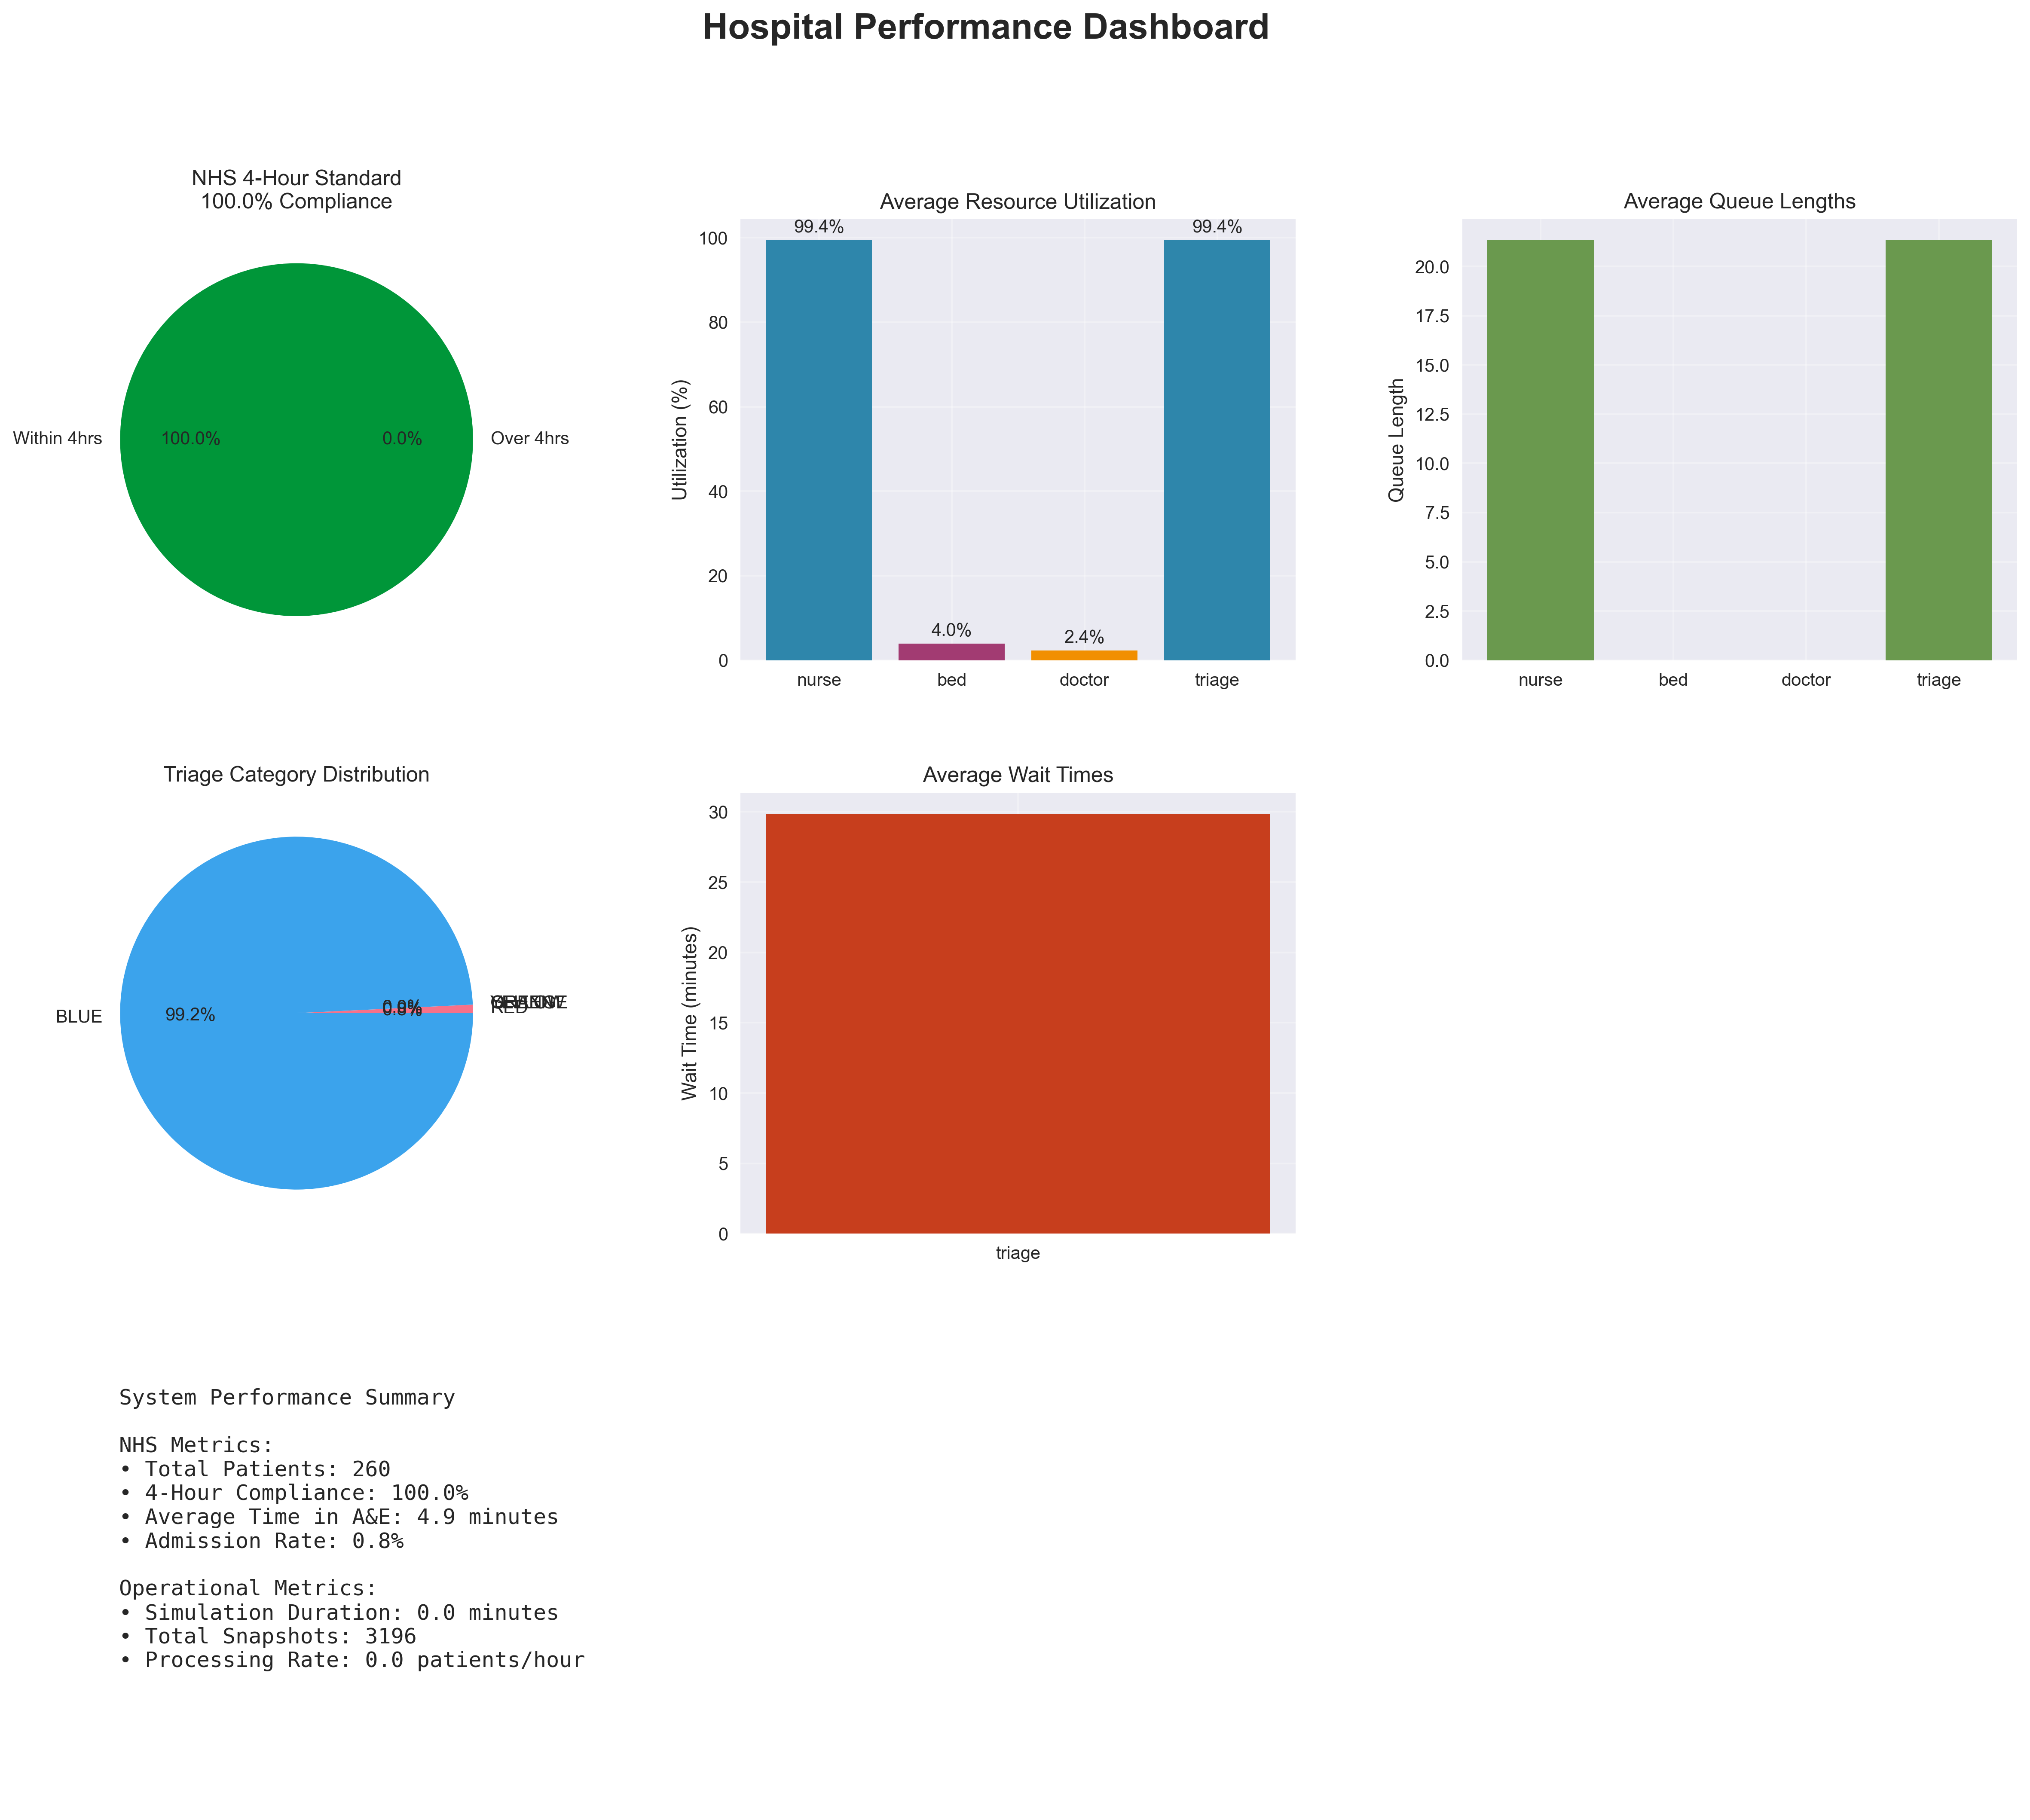 Hospital Performance Dashboard
NHS 4-Hour Standard
100.0% Compliance
Within 4hrs
100.0%
0.0%
Over 4hrs
Average Resource Utilization
Utilization (%)
100
80
60
40
20
0
99.4%
4.0%
2.4%
99.4%
nurse
bed
doctor
triage
Average Queue Lengths
Queue Length
20.0
17.5
15.0
12.5
10.0
7.5
5.0
2.5
0.0
nurse
bed
doctor
triage
Triage Category Distribution
BLUE
99.2%
RED
Average Wait Times
Wait Time (minutes)
30
25
20
15
10
5
0
triage
System Performance Summary
NHS Metrics:
• Total Patients: 260
• 4-Hour Compliance: 100.0%
• Average Time in A&E: 4.9 minutes
• Admission Rate: 0.8%
Operational Metrics:
• Simulation Duration: 0.0 minutes
• Total Snapshots: 3196
• Processing Rate: 0.0 patients/hour